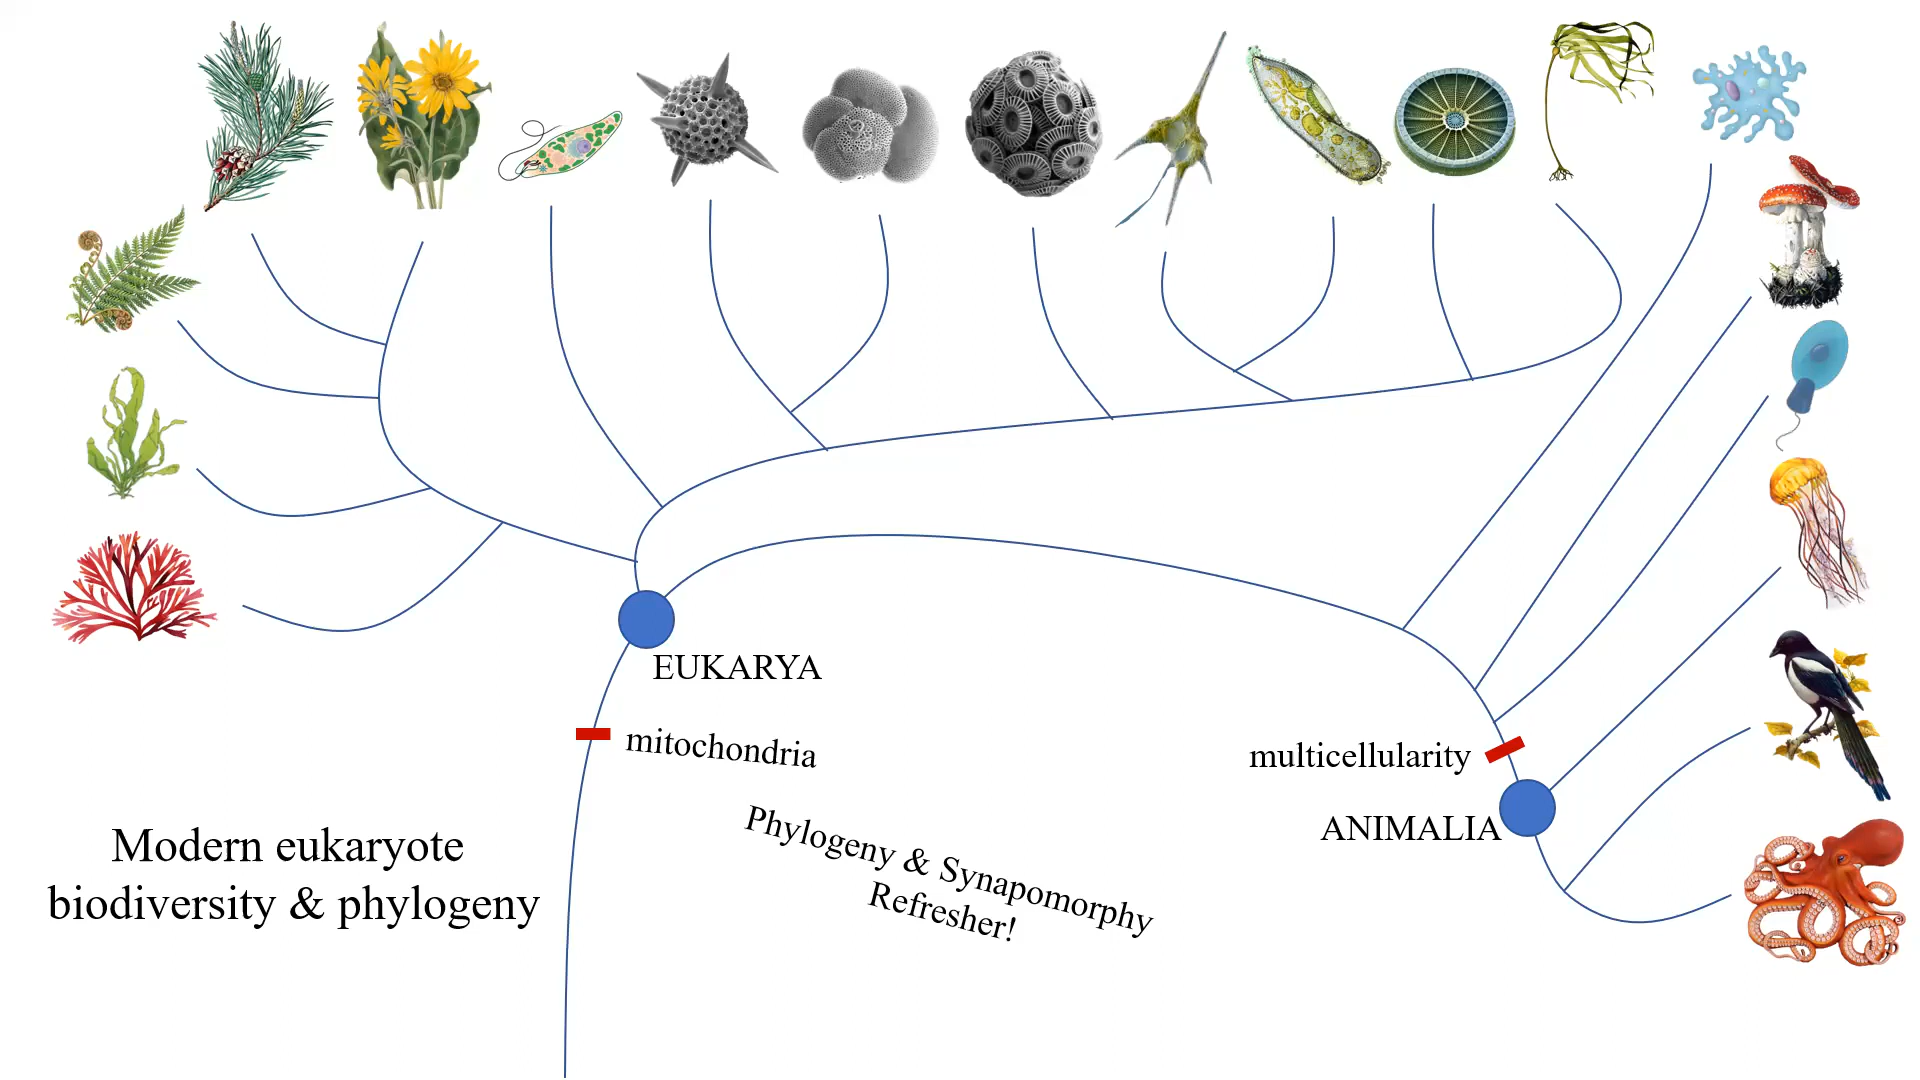 EUKARYA
mitochondria
multicellularity
ANIMALIA
Phylogeny & Synapomorphy
Refresher!
Modern eukaryote
biodiversity & phylogeny